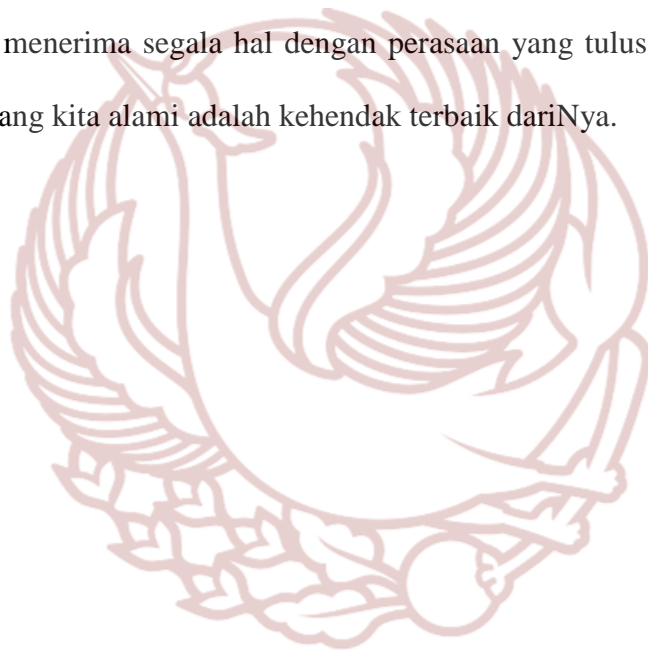 menerima segala hal dengan perasaan yang tulus
ang kita alami adalah kehendak terbaik dariNya.